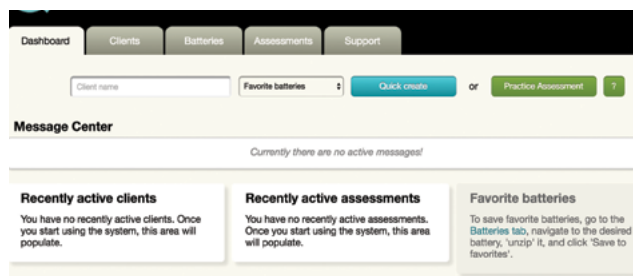 Dashboard Clients Batteries Assessments Support
Client name Favorite batteries Quick create or Practice Assessment ?
Message Center
Currently there are no active messages!
Recently active clients
You have no recently active clients. Once
you start using the system, this area will
populate.
Recently active assessments
You have no recently active assessments.
Once you start using the system, this area
will populate.
Favorite batteries
To save favorite batteries, go to the
Batteries tab, navigate to the desired
battery, 'unzip' it, and click 'Save to
favorites'.